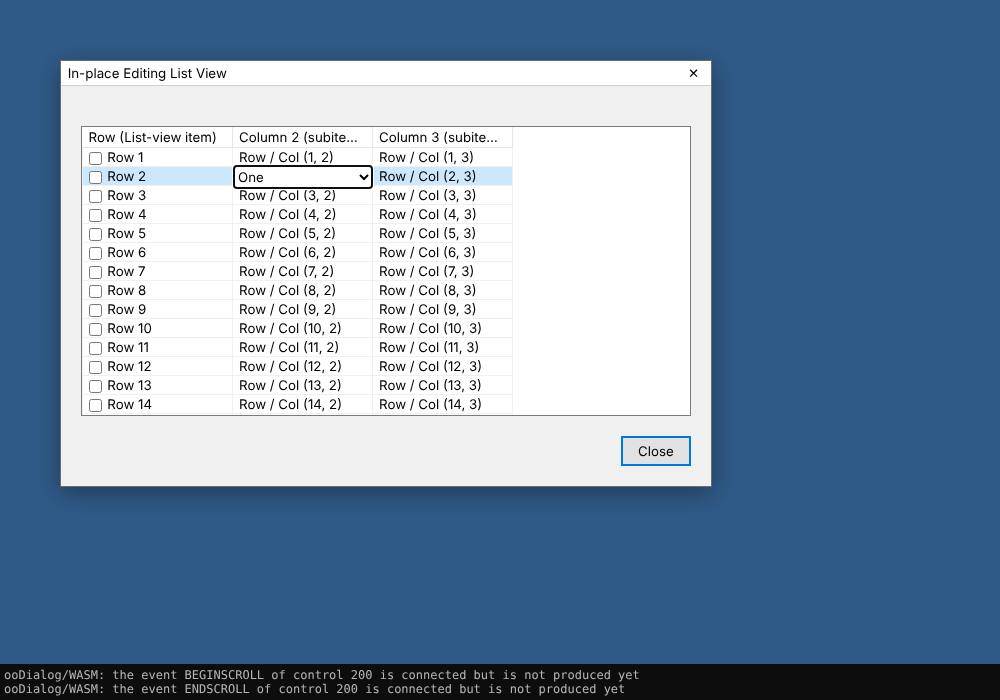 In-place Editing List View ✕
Row (List-view item) Column 2 (subite... Column 3 (subite...
Row 1 Row / Col (1, 2) Row / Col (1, 3)
Row 2 One Row / Col (2, 3)
Row 3 Row / Col (3, 2) Row / Col (3, 3)
Row 4 Row / Col (4, 2) Row / Col (4, 3)
Row 5 Row / Col (5, 2) Row / Col (5, 3)
Row 6 Row / Col (6, 2) Row / Col (6, 3)
Row 7 Row / Col (7, 2) Row / Col (7, 3)
Row 8 Row / Col (8, 2) Row / Col (8, 3)
Row 9 Row / Col (9, 2) Row / Col (9, 3)
Row 10 Row / Col (10, 2) Row / Col (10, 3)
Row 11 Row / Col (11, 2) Row / Col (11, 3)
Row 12 Row / Col (12, 2) Row / Col (12, 3)
Row 13 Row / Col (13, 2) Row / Col (13, 3)
Row 14 Row / Col (14, 2) Row / Col (14, 3)
Close
ooDialog/WASM: the event BEGINSCROLL of control 200 is connected but is not produced yet
ooDialog/WASM: the event ENDSCROLL of control 200 is connected but is not produced yet